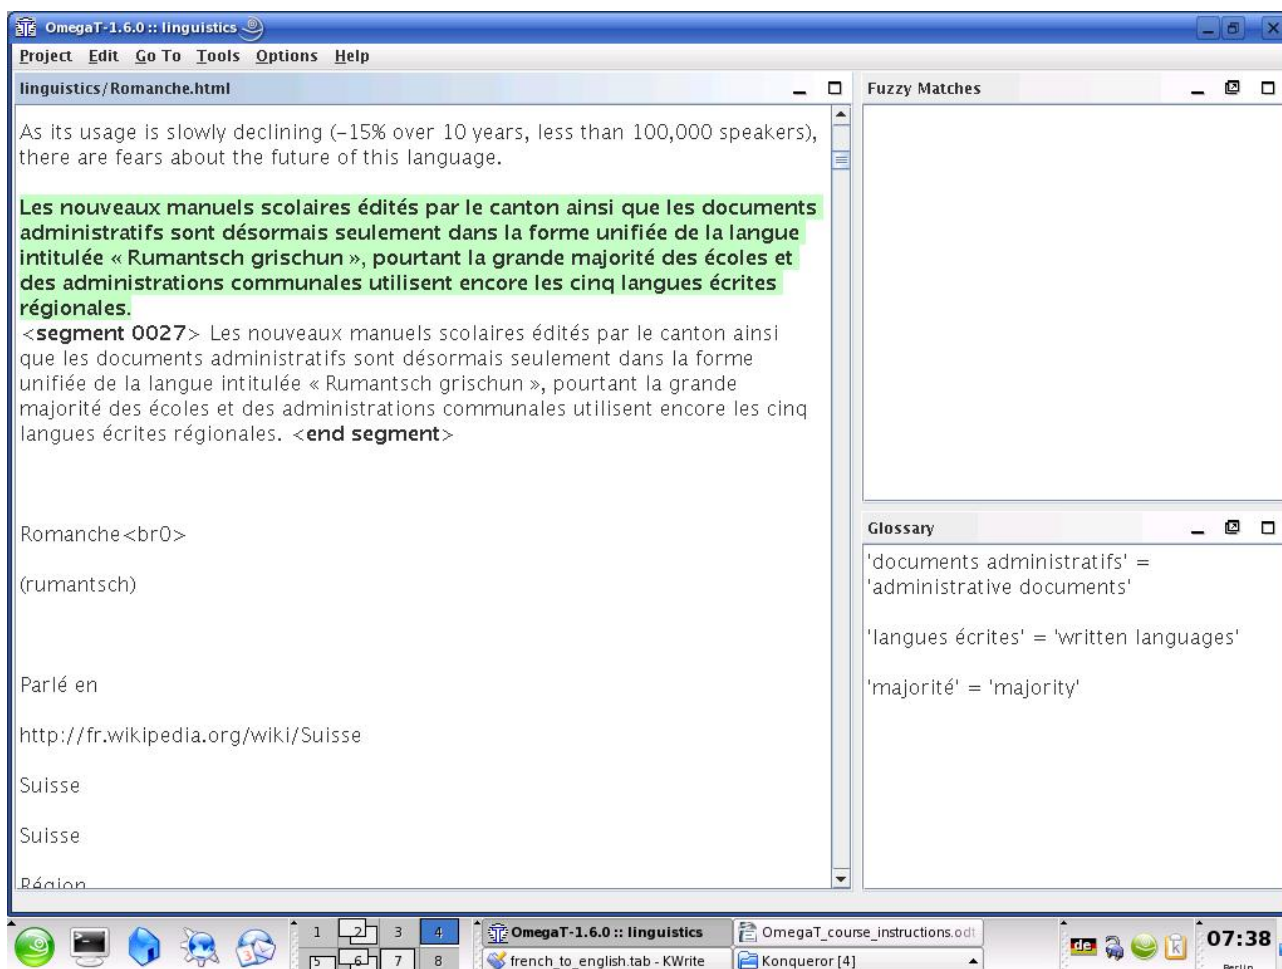 OmegaT-1.6.0 :: linguistics
Project Edit Go To Tools Options Help
linguistics/Romanche.html
As its usage is slowly declining (–15% over 10 years, less than 100,000 speakers),
there are fears about the future of this language.
Les nouveaux manuels scolaires édités par le canton ainsi que les documents
administratifs sont désormais seulement dans la forme unifiée de la langue
intitulée « Rumantsch grischun », pourtant la grande majorité des écoles et
des administrations communales utilisent encore les cinq langues écrites
régionales.
<segment 0027> Les nouveaux manuels scolaires édités par le canton ainsi
que les documents administratifs sont désormais seulement dans la forme
unifiée de la langue intitulée « Rumantsch grischun », pourtant la grande
majorité des écoles et des administrations communales utilisent encore les cinq
langues écrites régionales. <end segment>
Romanche<br0>
(rumantsch)
Parlé en
http://fr.wikipedia.org/wiki/Suisse
Suisse
Suisse
Région
Fuzzy Matches
Glossary
'documents administratifs' =
'administrative documents'
'langues écrites' = 'written languages'
'majorité' = 'majority'
1 2 3 4
5 6 7 8
OmegaT-1.6.0 :: linguistics
OmegaT_course_instructions.odt
french_to_english.tab - KWrite
Konqueror [4]
de
07:38
Berlin